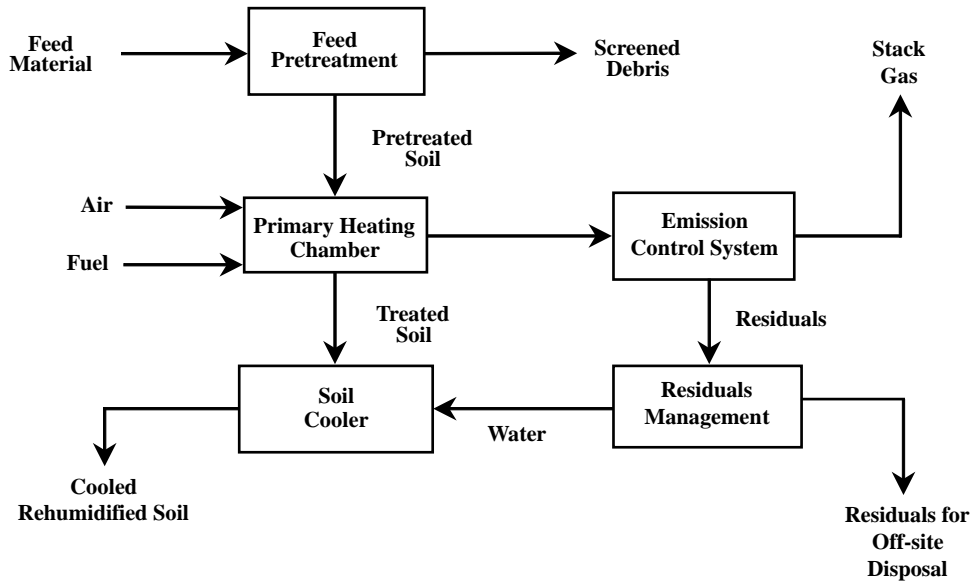 Feed
Material
Feed
Pretreatment
Screened
Debris
Stack
Gas
Pretreated
Soil
Air
Fuel
Primary Heating
Chamber
Emission
Control System
Treated
Soil
Residuals
Soil
Cooler
Water
Residuals
Management
Cooled
Rehumidified Soil
Residuals for
Off-site
Disposal